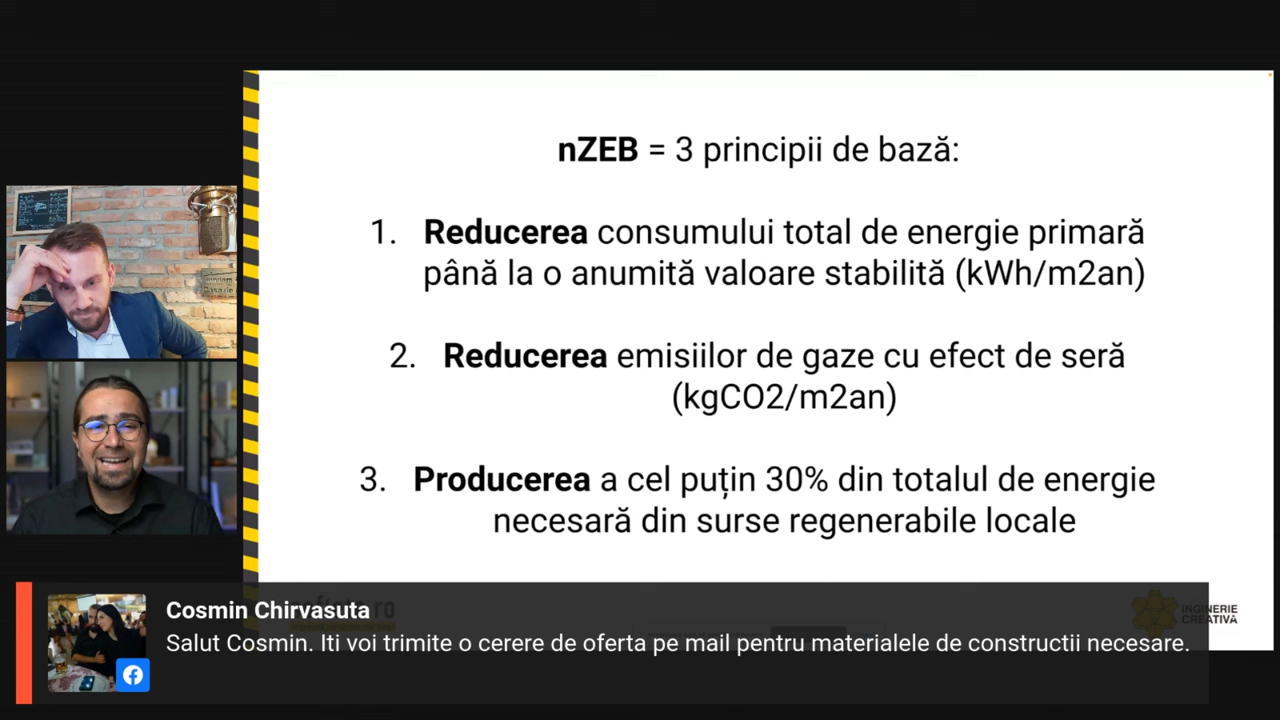 nZEB = 3 principii de bază:
1. Reducerea consumului total de energie primară
până la o anumită valoare stabilită (kWh/m2an)
2. Reducerea emisiilor de gaze cu efect de seră
(kgCO2/m2an)
3. Producerea a cel puțin 30% din totalul de energie
necesară din surse regenerabile locale
INGINERIE
CREATIVĂ
Cosmin Chirvasuta
Salut Cosmin. Iti voi trimite o cerere de oferta pe mail pentru materialele de constructii necesare.